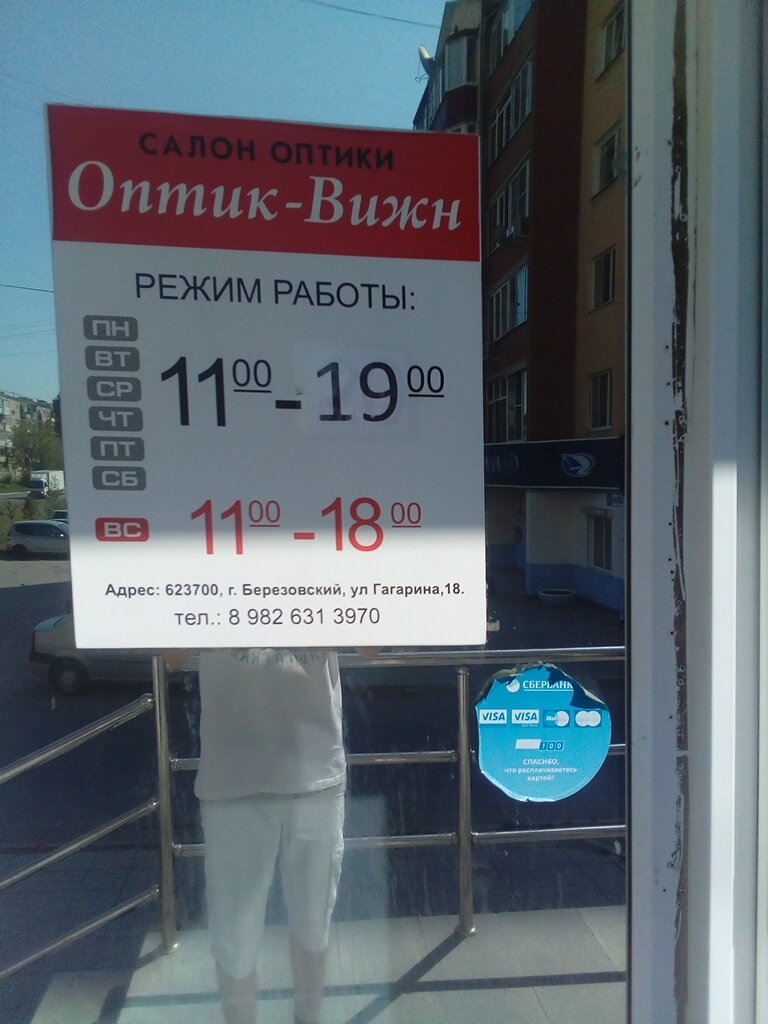 САЛОН ОПТИКИ
Оптик-Вижн
РЕЖИМ РАБОТЫ:
ПН
ВТ
СР
ЧТ
ПТ
СБ
11 00 - 19 00
ВС 11 00 - 18 00
Адрес: 623700, г. Березовский, ул Гагарина,18.
тел.: 8 982 631 3970
СБЕРБАНК
VISA VISA
100
СПАСИБО,
что расплачиваетесь
картой!